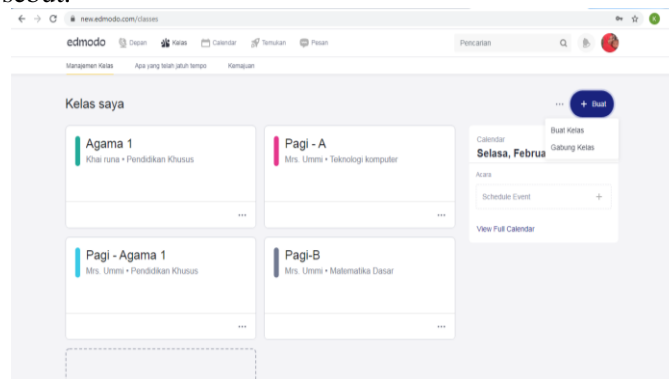 new.edmodo.com/classes
edmodo Depan Kelas Calendar Temukan Pesan Pencarian
Manajemen Kelas Apa yang telah jatuh tempo Kemajuan
Kelas saya
+ Buat
Buat Kelas
Gabung Kelas
Agama 1
Khai runa • Pendidikan Khusus
Pagi - A
Mrs. Ummi • Teknologi komputer
Calendar
Selasa, Februa
Acara
Schedule Event +
View Full Calendar
Pagi - Agama 1
Mrs. Ummi • Pendidikan Khusus
Pagi-B
Mrs. Ummi • Matematika Dasar